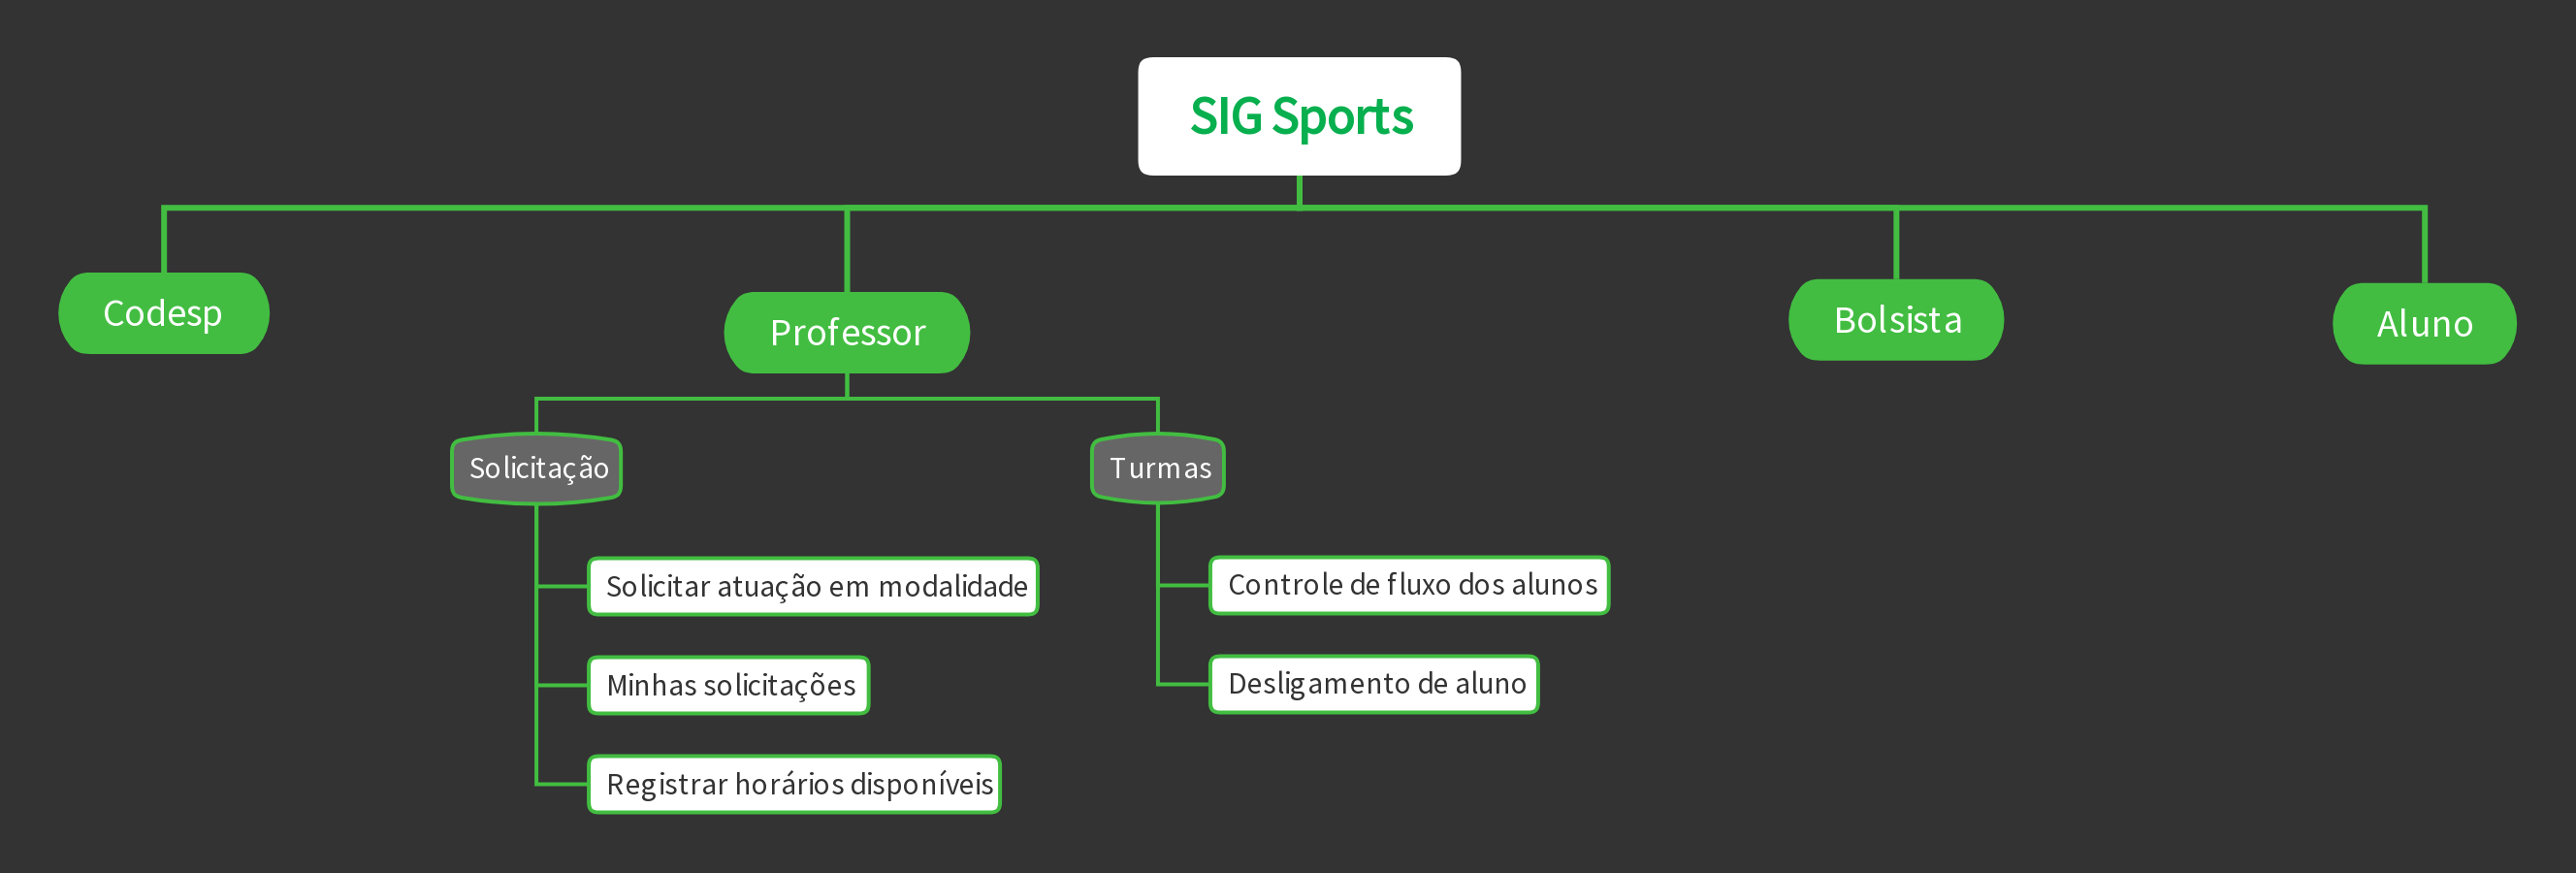 SIG Sports
Codesp
Professor
Bolsista
Aluno
Solicitação
Turmas
Solicitar atuação em modalidade
Minhas solicitações
Registrar horários disponíveis
Controle de fluxo dos alunos
Desligamento de aluno